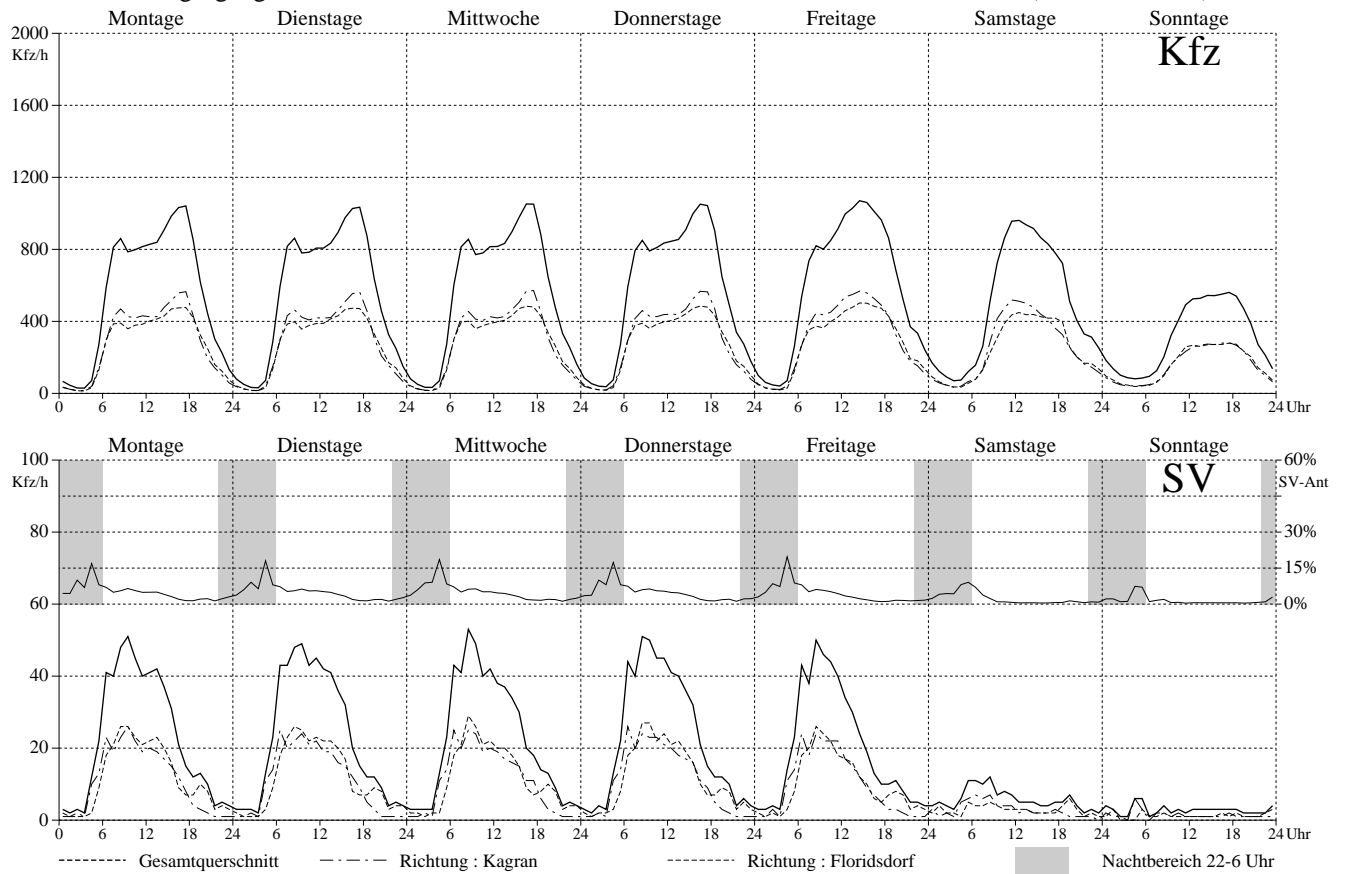 Montage Dienstage Mittwoche Donnerstage Freitage Samstage Sonntage
2000
Kfz/h
Kfz
1600
1200
800
400
0
0 6 12 18 24 6 12 18 24 6 12 18 24 6 12 18 24 6 12 18 24 6 12 18 24 6 12 18 24 Uhr
Montage Dienstage Mittwoche Donnerstage Freitage Samstage Sonntage
100 60%
Kfz/h SV SV-Ant
80 30%
15%
60 0%
40
20
0
0 6 12 18 24 6 12 18 24 6 12 18 24 6 12 18 24 6 12 18 24 6 12 18 24 6 12 18 24 Uhr
Gesamtquerschnitt Richtung : Kagran Richtung : Floridsdorf Nachtbereich 22-6 Uhr